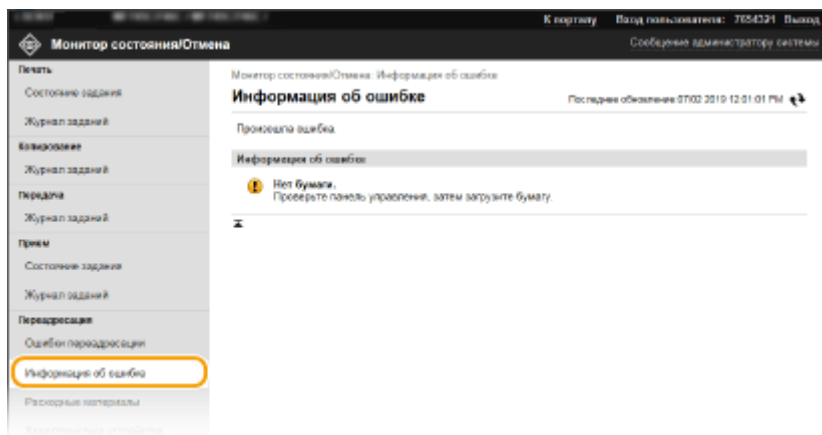 К порталу Вход пользователя: 7654321 Выход
Монитор состояния/Отмена
Сообщение администратору системы
Печать
Состояние задания
Журнал заданий
Копирование
Журнал заданий
Передача
Журнал заданий
Прием
Состояние задания
Журнал заданий
Переадресация
Ошибки переадресации
Информация об ошибке
Расходные материалы
Монитор состояния/Отмена: Информация об ошибке
Информация об ошибке
Последнее обновление 07/02 2019 12:01:01 PM
Произошла ошибка.
Информация об ошибке
Нет бумаги.
Проверьте панель управления, затем загрузите бумагу.